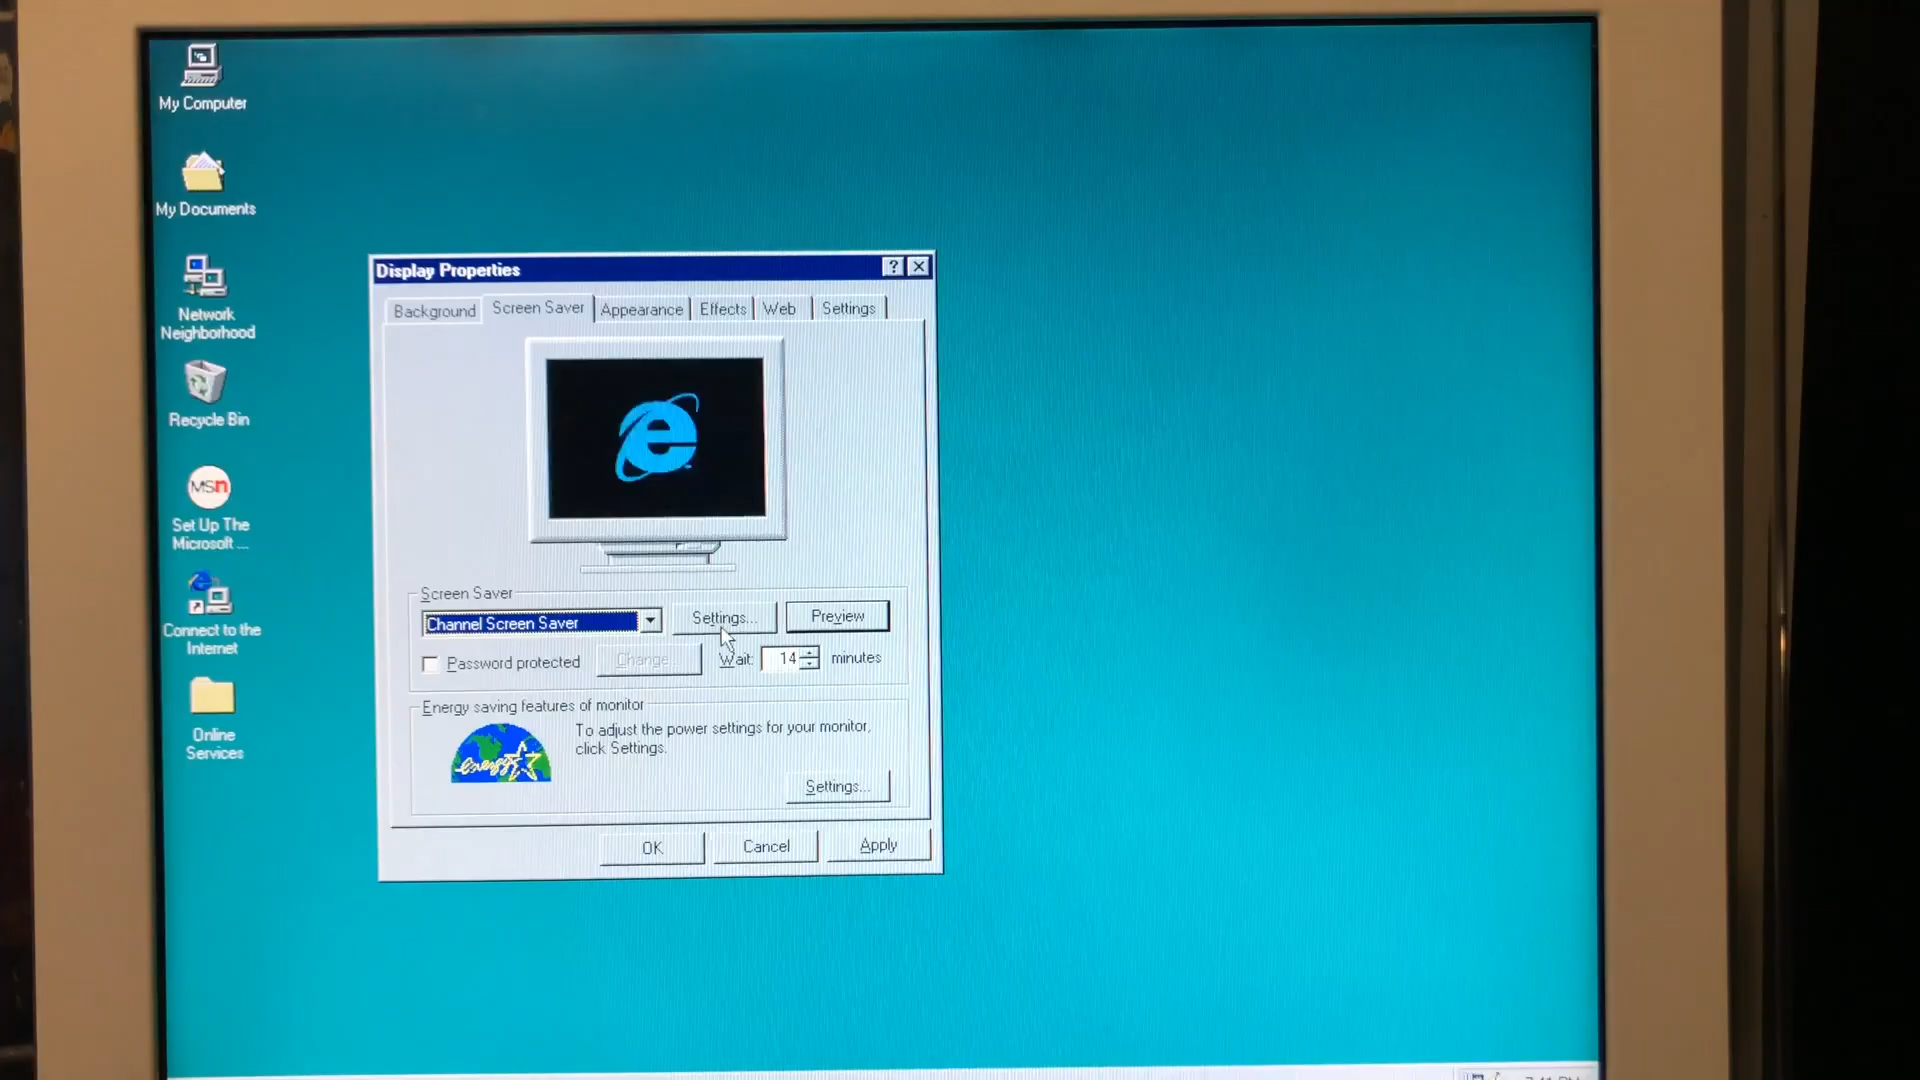 My Computer
My Documents
Network
Neighborhood
Recycle Bin
msn
Set Up The
Microsoft ...
Connect to the
Internet
Online
Services
Display Properties
Background
Screen Saver
Appearance
Effects
Web
Settings
e
Screen Saver
Channel Screen Saver
Settings...
Preview
Password protected
Change...
Wait:
14
minutes
Energy saving features of monitor
energy
To adjust the power settings for your monitor,
click Settings.
Settings...
OK
Cancel
Apply